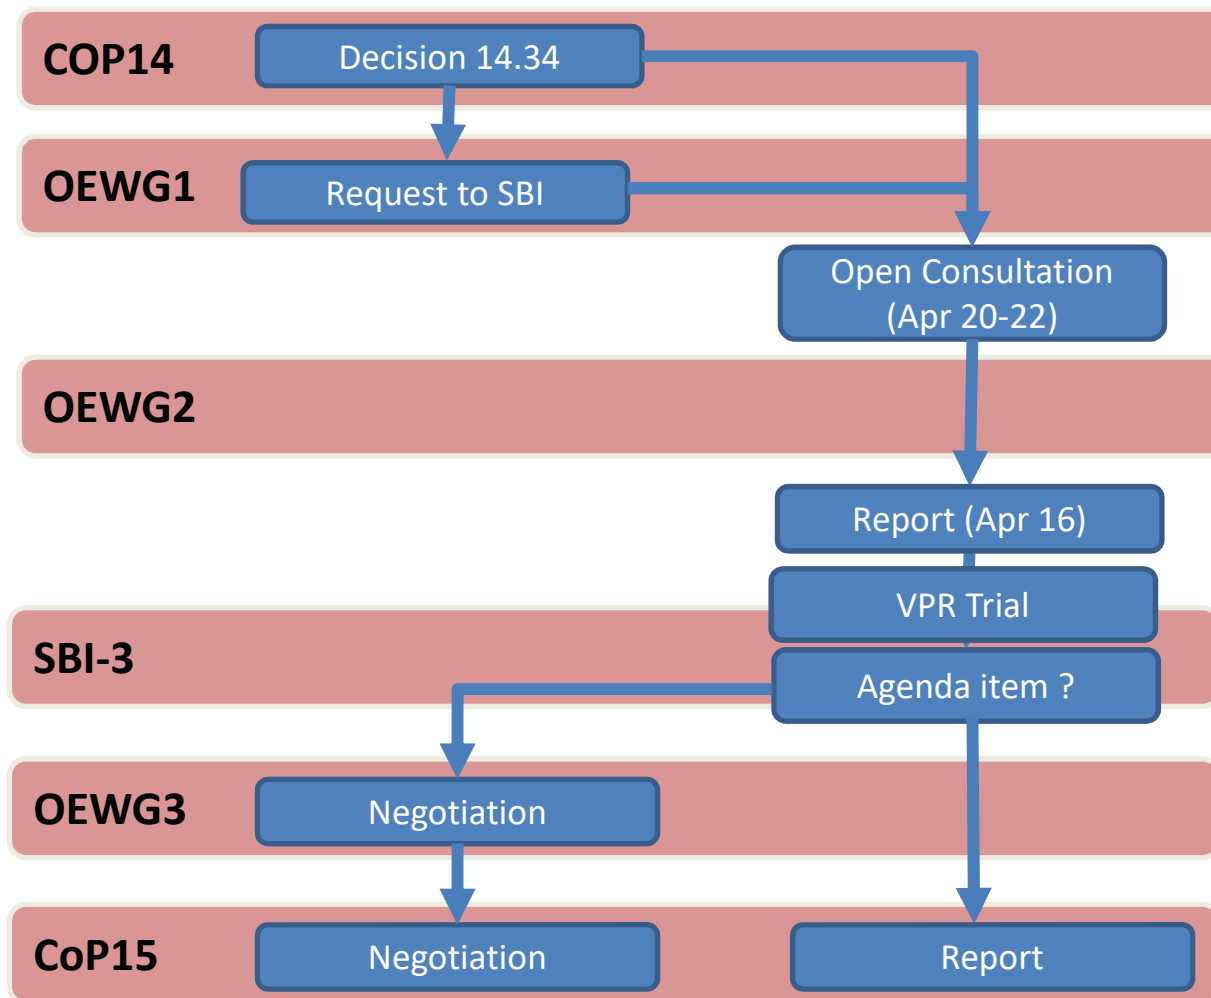 COP14
Decision 14.34
OEWG1
Request to SBI
Open Consultation
(Apr 20-22)
OEWG2
Report (Apr 16)
VPR Trial
SBI-3
Agenda item ?
OEWG3
Negotiation
CoP15
Negotiation
Report